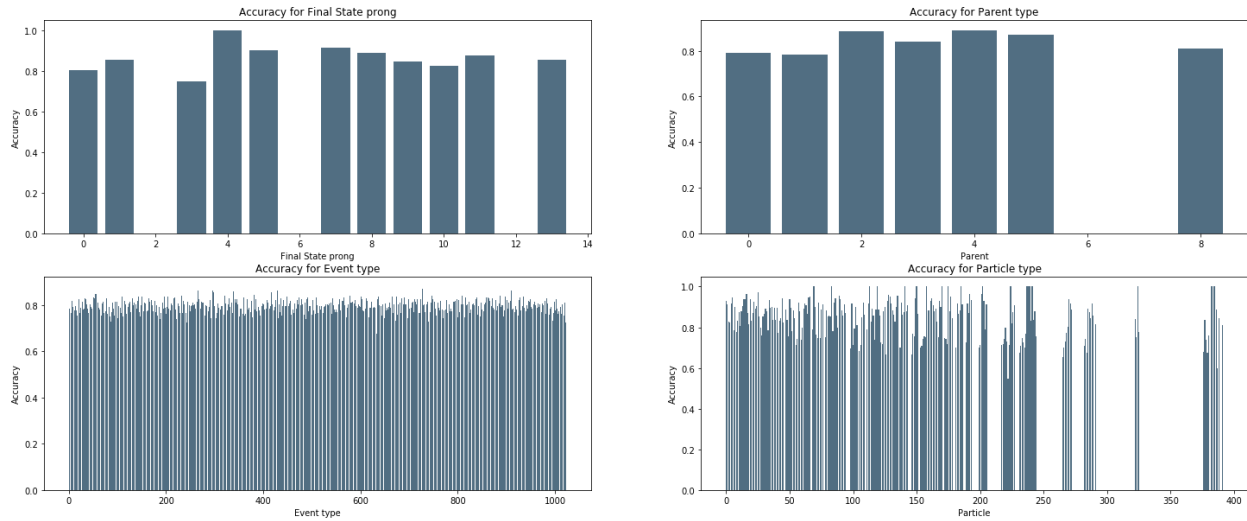 Accuracy for Final State prong
1.0
0.8
0.6
0.4
0.2
0.0
Accuracy
0 2 4 6 8 10 12 14
Final State prong
Accuracy for Parent type
0.8
0.6
0.4
0.2
0.0
Accuracy
0 2 4 6 8
Parent
Accuracy for Event type
0.8
0.6
0.4
0.2
0.0
Accuracy
0 200 400 600 800 1000
Event type
Accuracy for Particle type
1.0
0.8
0.6
0.4
0.2
0.0
Accuracy
0 50 100 150 200 250 300 350 400
Particle